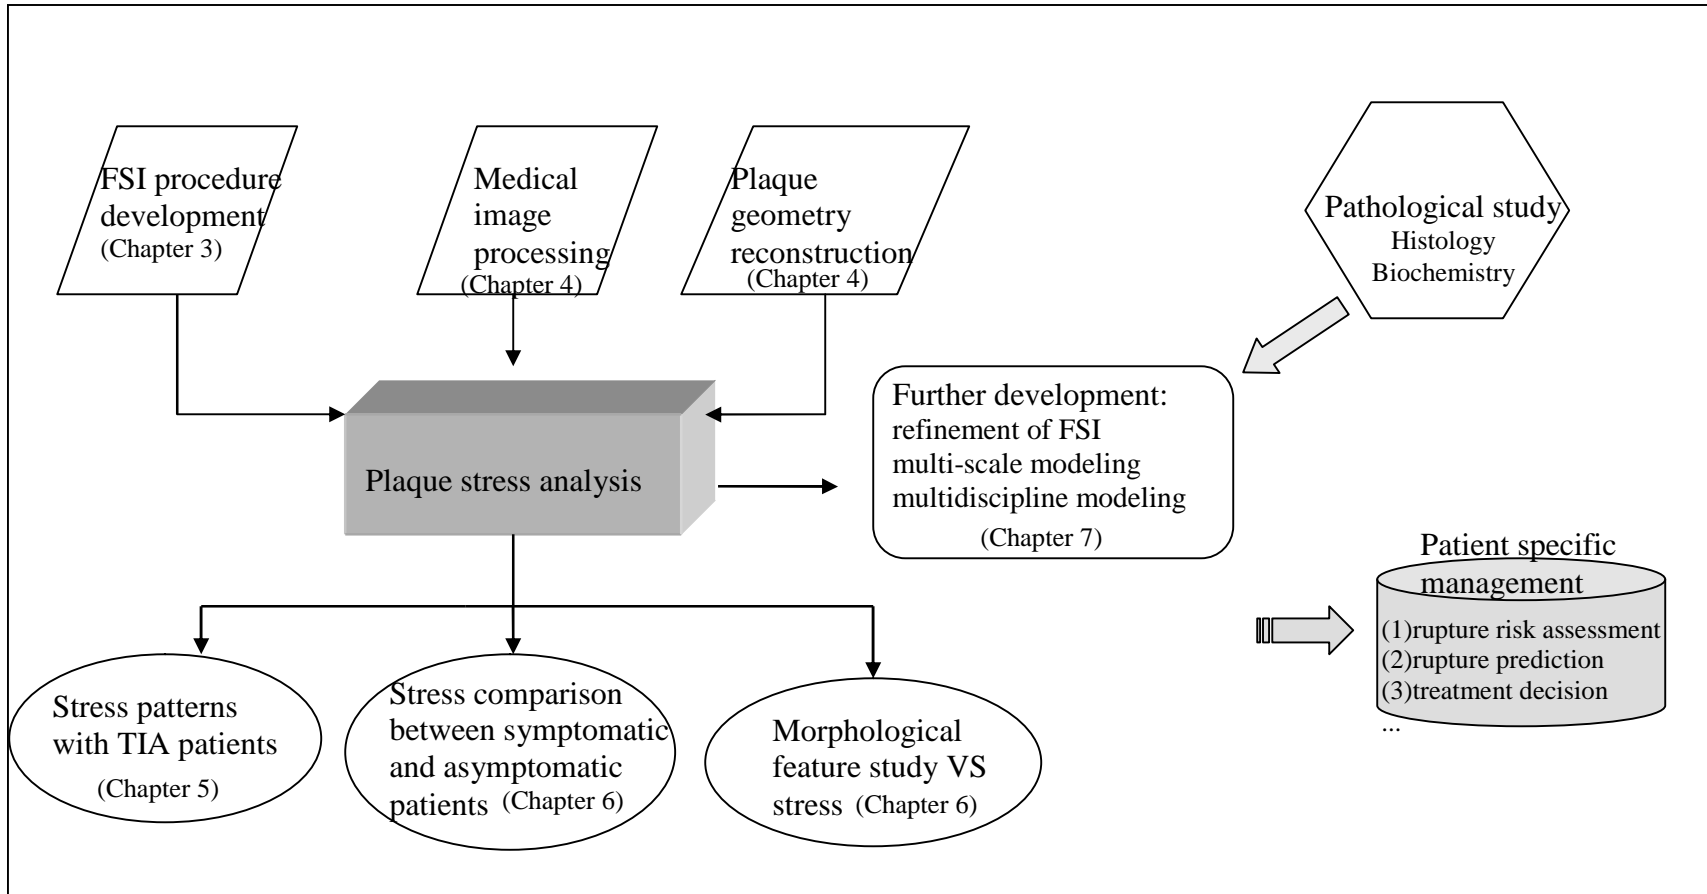 FSI procedure
development
(Chapter 3)
Medical
image
processing
(Chapter 4)
Plaque
geometry
reconstruction
(Chapter 4)
Pathological study
Histology
Biochemistry
Plaque stress analysis
Further development:
refinement of FSI
multi-scale modeling
multidiscipline modeling
(Chapter 7)
Patient specific
management
(1)rupture risk assessment
(2)rupture prediction
(3)treatment decision
...
Stress patterns
with TIA patients
(Chapter 5)
Stress comparison
between symptomatic
and asymptomatic
patients (Chapter 6)
Morphological
feature study VS
stress (Chapter 6)